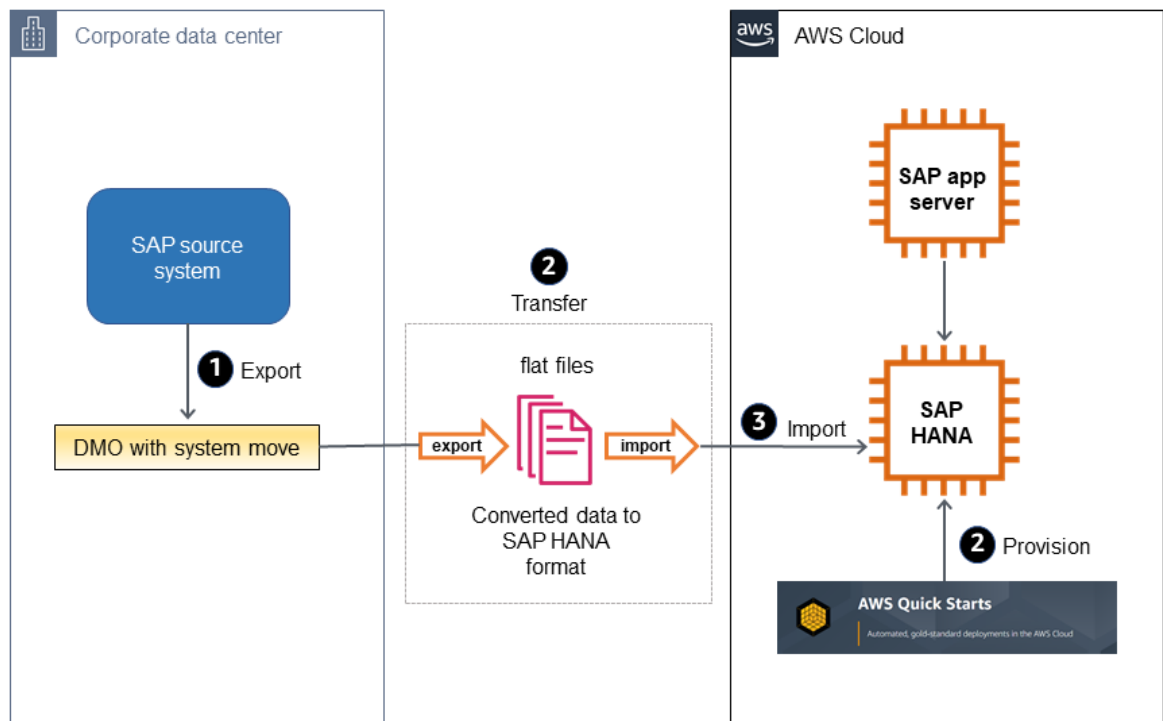 Corporate data center
aws
AWS Cloud
SAP source
system
1 Export
DMO with system move
2
Transfer
flat files
export
import
Converted data to
SAP HANA
format
3 Import
SAP app
server
SAP
HANA
2 Provision
AWS Quick Starts
Automated, gold-standard deployments in the AWS Cloud